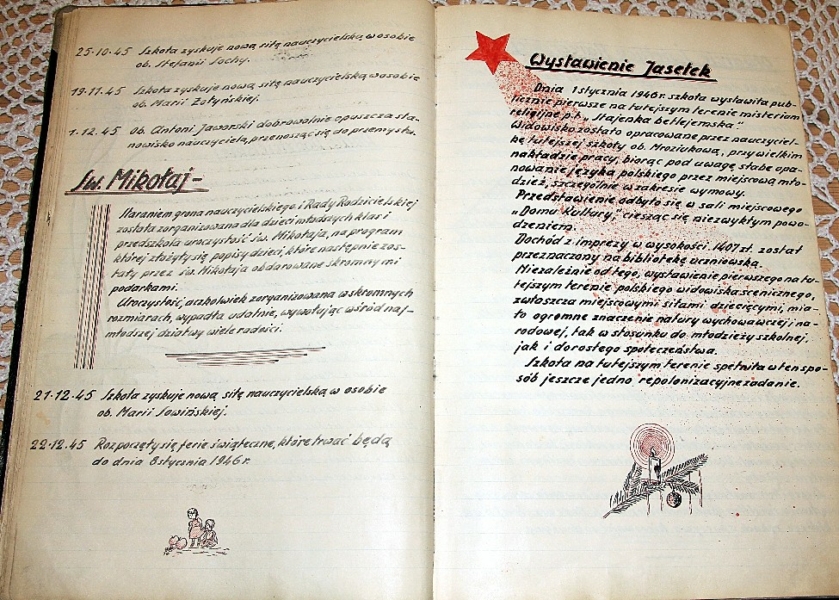 25·10·45 Szkoła zyskuje nową siłę nauczycielską w osobie
ob. Stefanii Sochy.
19.11.45 Szkoła zyskuje nową siłę nauczycielską w osobie
ob. Marii Żołyńskiej.
1.12.45 Ob. Antoni Jaworski dobrowolnie opuszcza sta-
nowisko nauczyciela, przenosząc się do przemysłu.
Św. Mikołaj-
Staraniem grona nauczycielskiego i Rady Rodzicielskiej
została zorganizowana dla dzieci młodszych klas i
przedszkola uroczystość św. Mikołaja, na program
której złożyły się popisy dzieci, które następnie zos-
tały przez św. Mikołaja obdarowane skromnymi
podarkami.
Uroczystość, aczkolwiek zorganizowana w skromnych
rozmiarach, wypadła udatnie, wywołując wśród naj-
młodszej dziatwy wiele radości.
21·12·45 Szkoła zyskuje nową siłę nauczycielską w osobie
ob. Marii Sowińskiej.
22·12·45 Rozpoczęły się ferie świąteczne, które trwać będą
do dnia 8 stycznia 1946 r.
Wystawienie Jasełek
Dnia 1 stycznia 1946 r. szkoła wystawiła pub-
licznie pierwsze na tutejszym terenie misterium
religijne p.t. „Stajenka betlejemska".
Widowisko zostało opracowane przez nauczyciel-
kę tutejszej szkoły ob. Mroziukową, przy wielkim
nakładzie pracy, biorąc pod uwagę słabe opa-
nowanie języka polskiego przez miejscową mło-
dzież, szczególnie w zakresie wymowy.
Przedstawienie odbyło się w sali miejscowego
„Domu Kultury," ciesząc się niezwykłym powo-
dzeniem.
Dochód z imprezy w wysokości 1407 zł. został
przeznaczony na bibliotekę uczniowską.
Niezależnie od tego, wystawienie pierwszego na tu-
tejszym terenie polskiego widowiska scenicznego,
zwłaszcza miejscowymi siłami dziecięcymi, mia-
ło ogromne znaczenie natury wychowawczej i na-
rodowej, tak w stosunku do młodzieży szkolnej,
jak i dorosłego społeczeństwa.
Szkoła na tutejszym terenie spełniła w ten spo-
sób jeszcze jedno repolonizacyjne zadanie.